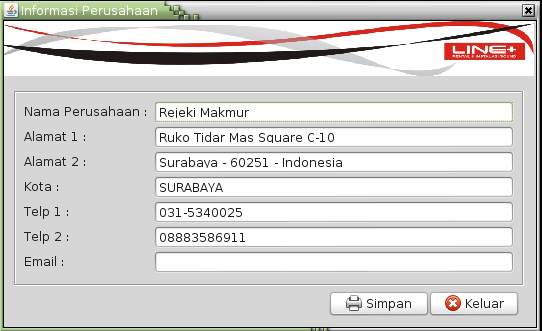 Informasi Perusahaan
LINE+
RENTAL & INSTALASI SOUND
Nama Perusahaan : Rejeki Makmur
Alamat 1 : Ruko Tidar Mas Square C-10
Alamat 2 : Surabaya - 60251 - Indonesia
Kota : SURABAYA
Telp 1 : 031-5340025
Telp 2 : 08883586911
Email :
Simpan Keluar